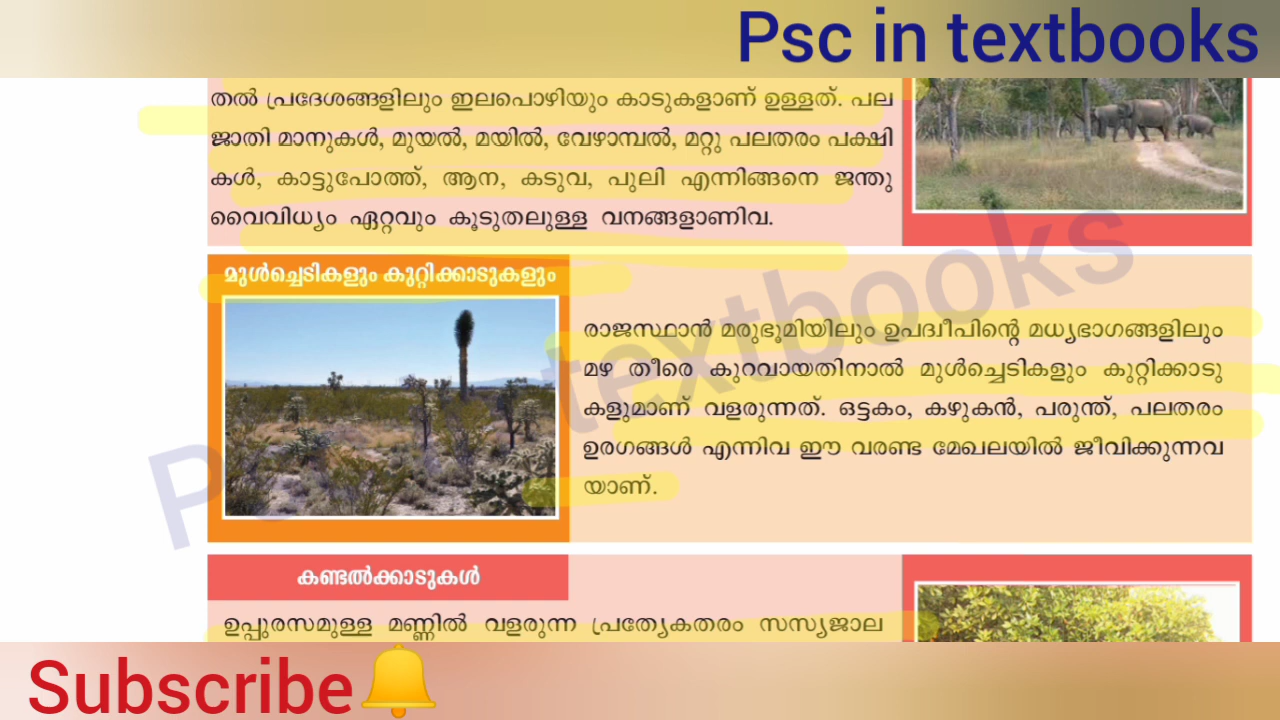 Psc in textbooks
തൽ പ്രദേശങ്ങളിലും ഇലപൊഴിയും കാടുകളാണ് ഉള്ളത്. പല
ജാതി മാനുകൾ, മുയൽ, മയിൽ, വേഴാമ്പൽ, മറ്റു പലതരം പക്ഷി
കൾ, കാട്ടുപോത്ത്, ആന, കടുവ, പുലി എന്നിങ്ങനെ ജന്തു
വൈവിധ്യം ഏറ്റവും കൂടുതലുള്ള വനങ്ങളാണിവ.
മുൾച്ചെടികളും കുറ്റിക്കാടുകളും
രാജസ്ഥാൻ മരുഭൂമിയിലും ഉപദ്വീപിന്റെ മധ്യഭാഗങ്ങളിലും
മഴ തീരെ കുറവായതിനാൽ മുൾച്ചെടികളും കുറ്റിക്കാടു
കളുമാണ് വളരുന്നത്. ഒട്ടകം, കഴുകൻ, പരുന്ത്, പലതരം
ഉരഗങ്ങൾ എന്നിവ ഈ വരണ്ട മേഖലയിൽ ജീവിക്കുന്നവ
യാണ്.
കണ്ടൽക്കാടുകൾ
ഉപ്പുരസമുള്ള മണ്ണിൽ വളരുന്ന പ്രത്യേകതരം സസ്യജാല
textbooks
Subscribe